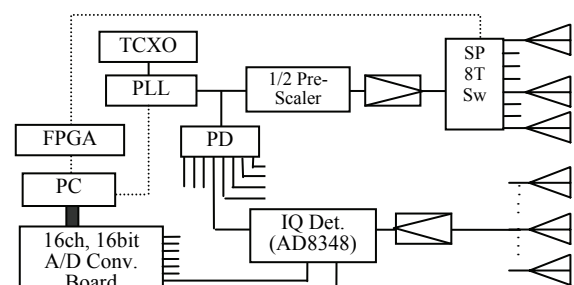 TCXO
PLL
1/2 Pre-
Scaler
SP
8T
Sw
FPGA
PD
PC
IQ Det.
(AD8348)
16ch, 16bit
A/D Conv.
Board